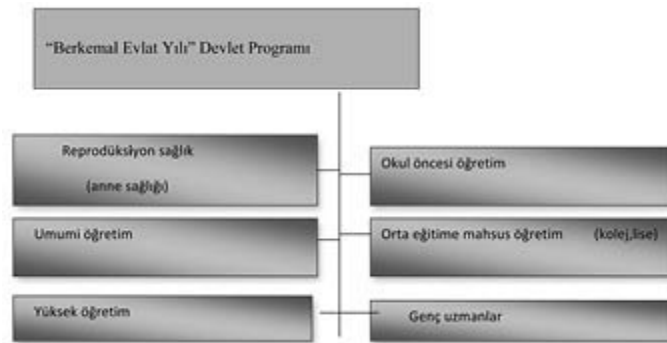 “Berkemal Evlat Yılı” Devlet Programı
Reprodüksiyon sağlık
(anne sağlığı)
Okul öncesi öğretim
Umumi öğretim
Orta eğitime mahsus öğretim (kolej,lise)
Yüksek öğretim
Genç uzmanlar